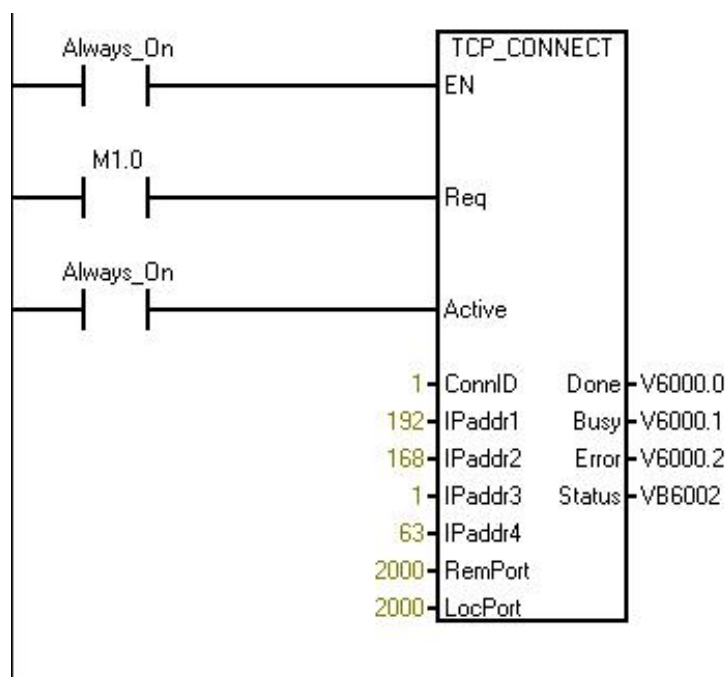 Always_On
TCP_CONNECT
EN
M1.0
Req
Always_On
Active
1 ConnID Done V6000.0
192 IPaddr1 Busy V6000.1
168 IPaddr2 Error V6000.2
1 IPaddr3 Status VB6002
63 IPaddr4
2000 RemPort
2000 LocPort